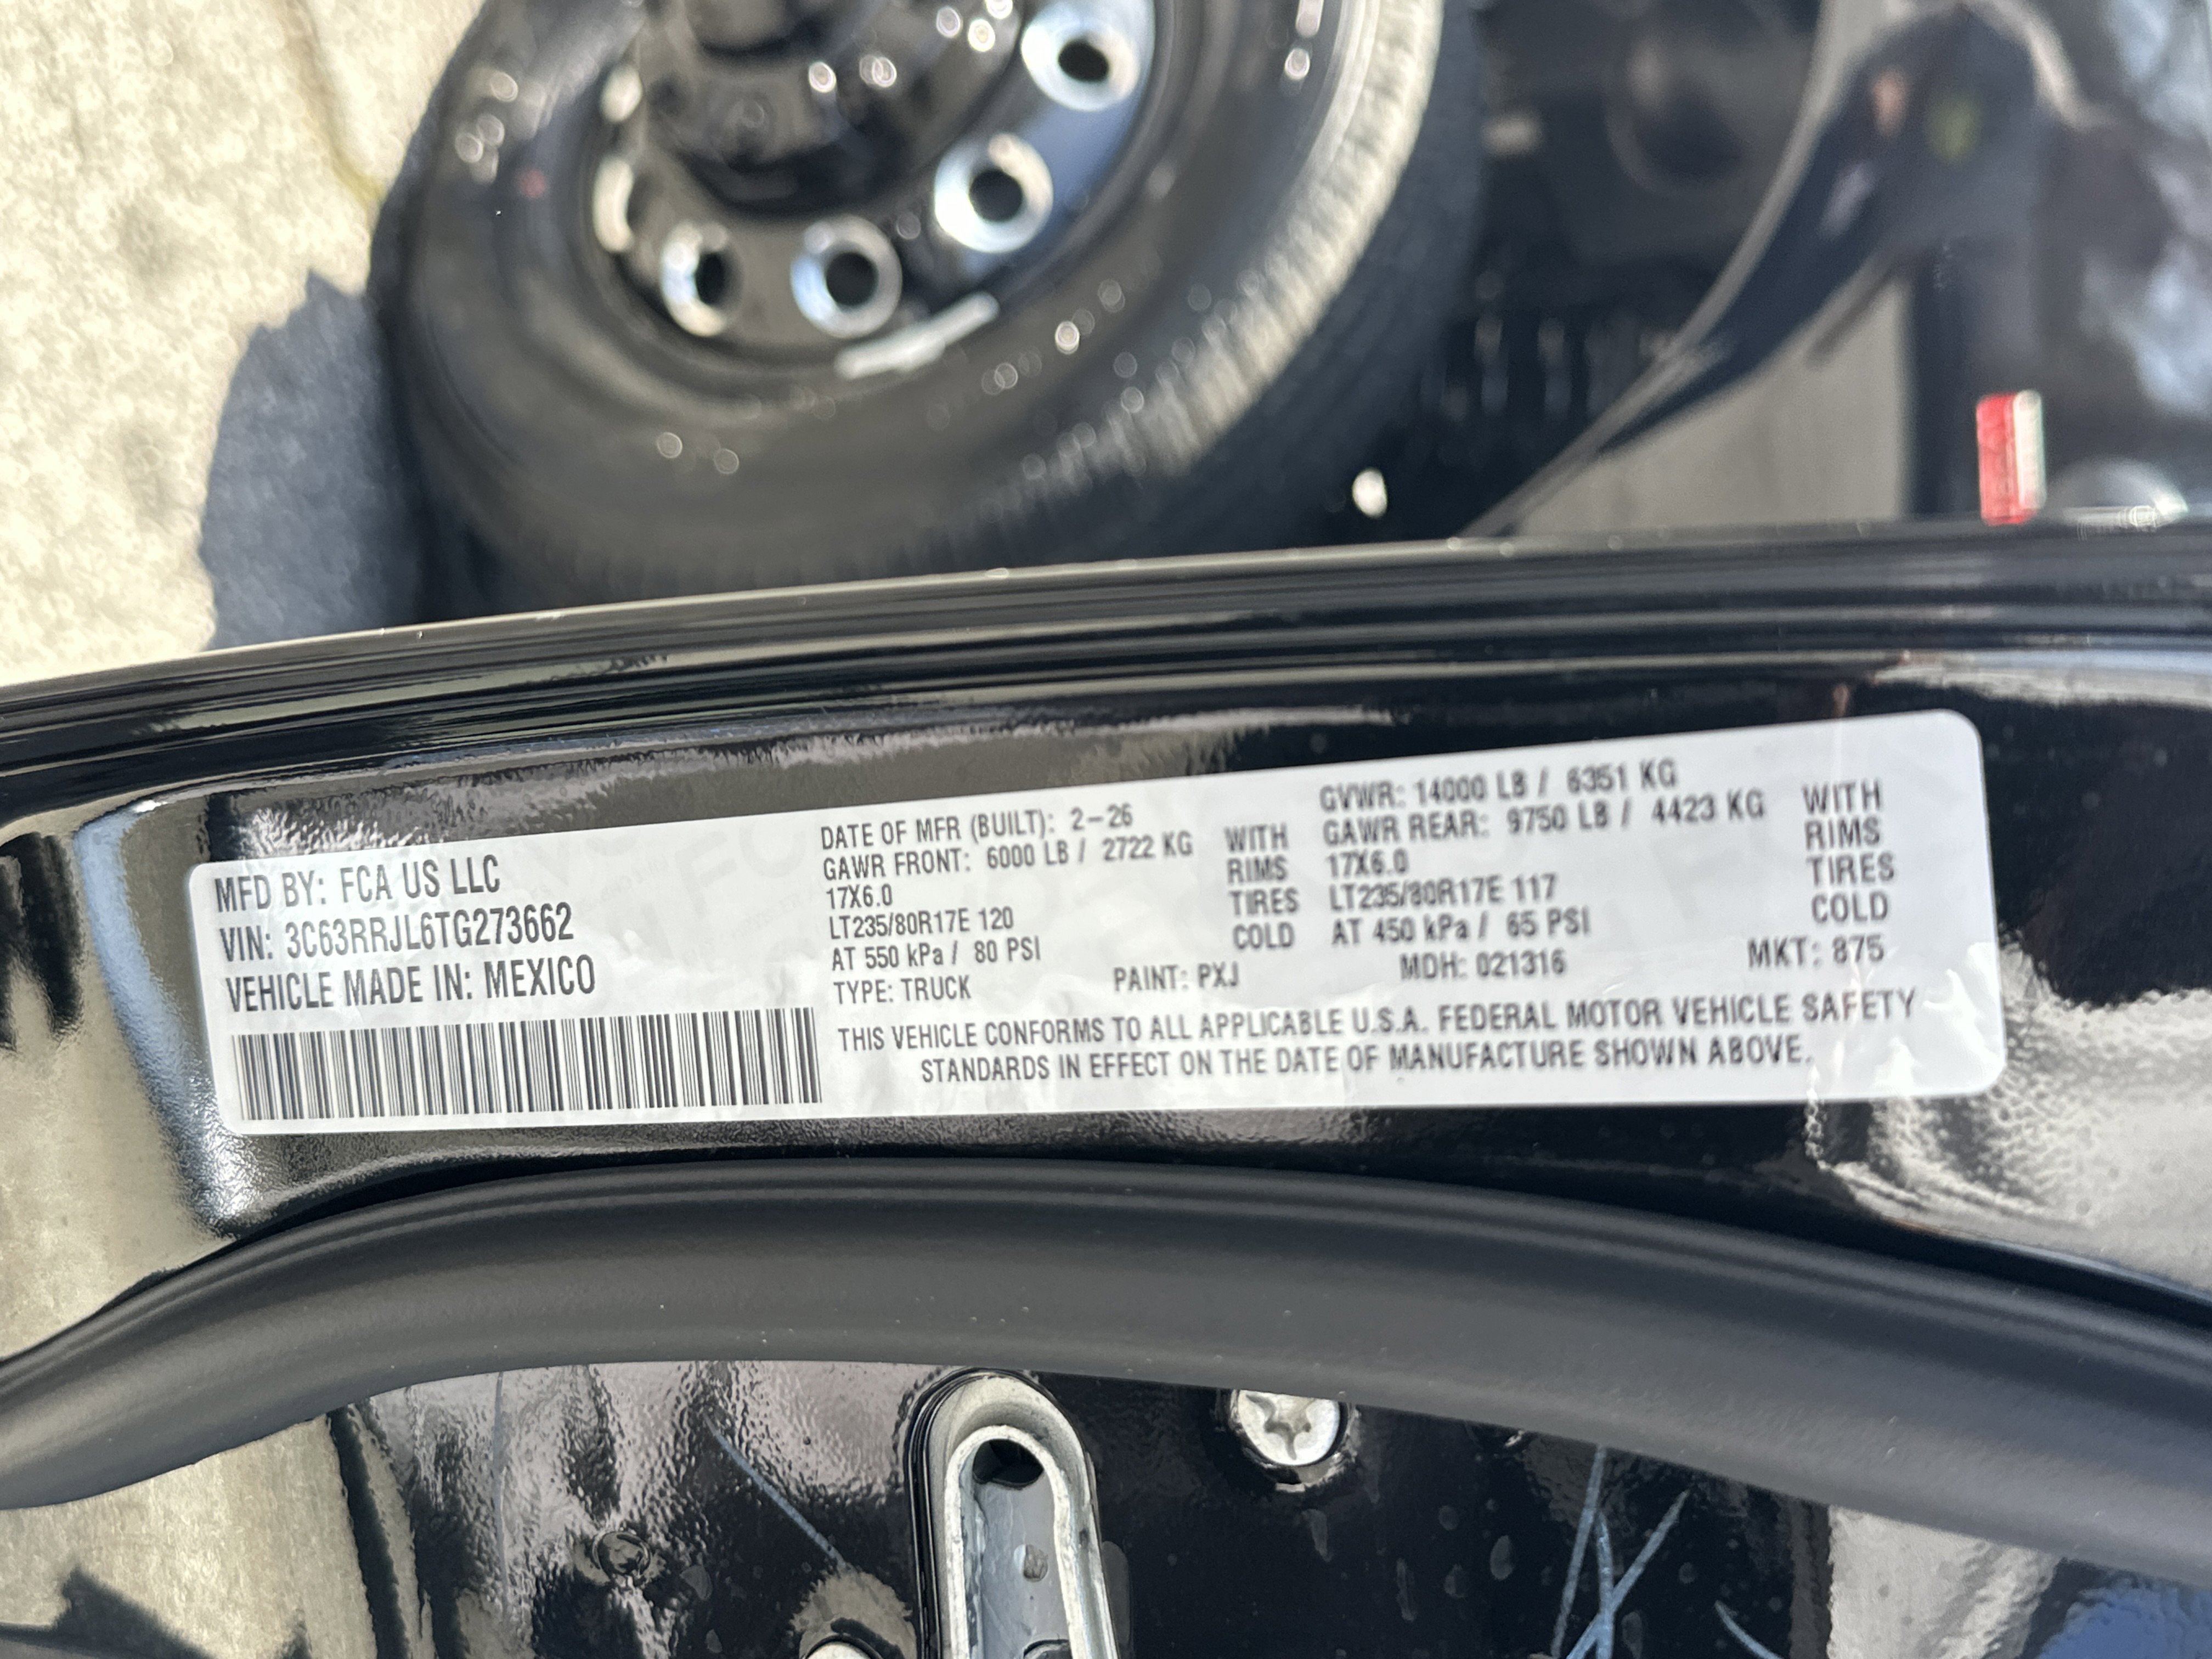 MFD BY: FCA US LLC
VIN: 3C63RRJL6TG273662
VEHICLE MADE IN: MEXICO
DATE OF MFR (BUILT): 2-26
GAWR FRONT: 6000 LB / 2722 KG WITH
17X6.0 RIMS
LT235/80R17E 120 TIRES
AT 550 kPa / 80 PSI COLD
TYPE: TRUCK PAINT: PXJ
GVWR: 14000 LB / 6351 KG
GAWR REAR: 9750 LB / 4423 KG WITH
17X6.0 RIMS
LT235/80R17E 117 TIRES
AT 450 kPa / 65 PSI COLD
MDH: 021316 MKT: 875
THIS VEHICLE CONFORMS TO ALL APPLICABLE U.S.A. FEDERAL MOTOR VEHICLE SAFETY
STANDARDS IN EFFECT ON THE DATE OF MANUFACTURE SHOWN ABOVE.